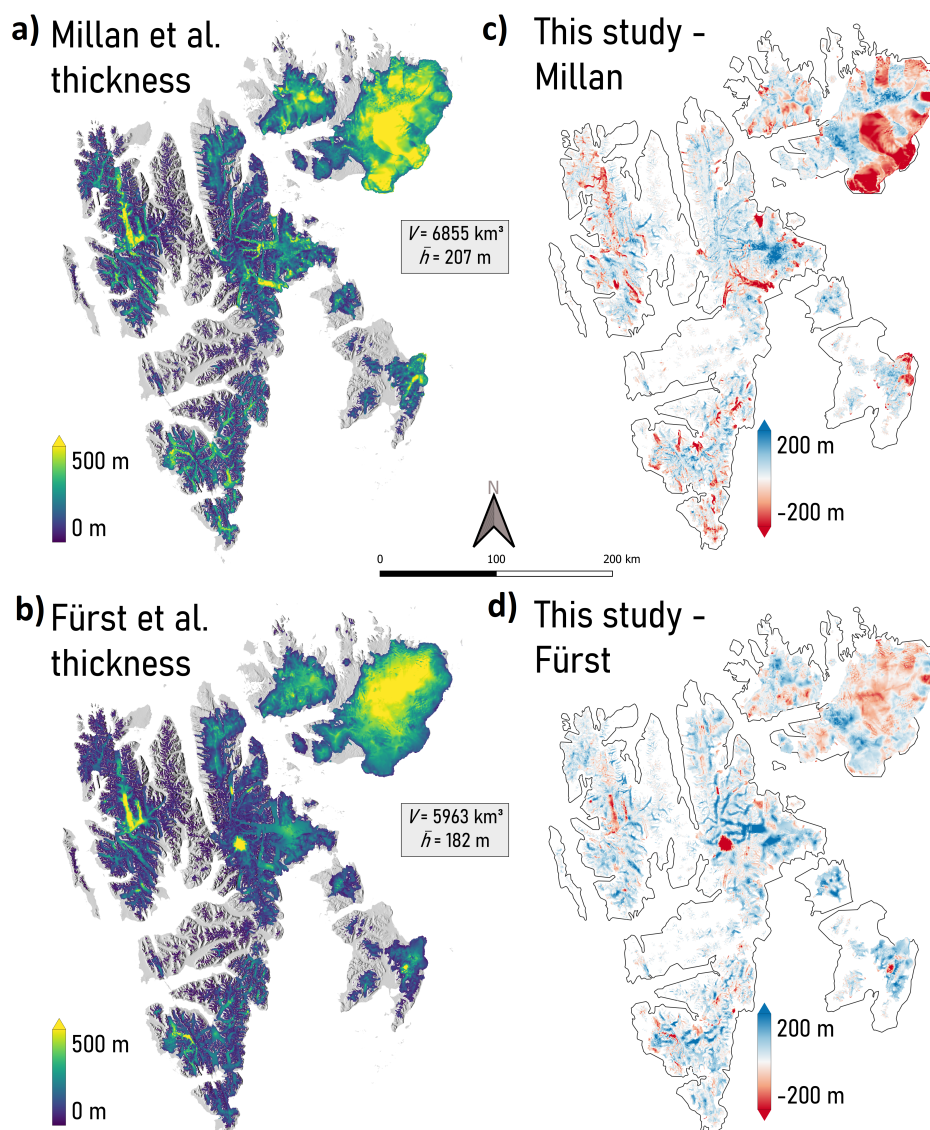 a) Millan et al.
thickness
c) This study -
Millan
V = 6855 km³
h̄ = 207 m
500 m
0 m
200 m
-200 m
N
0 100 200 km
b) Fürst et al.
thickness
d) This study -
Fürst
V = 5963 km³
h̄ = 182 m
500 m
0 m
200 m
-200 m